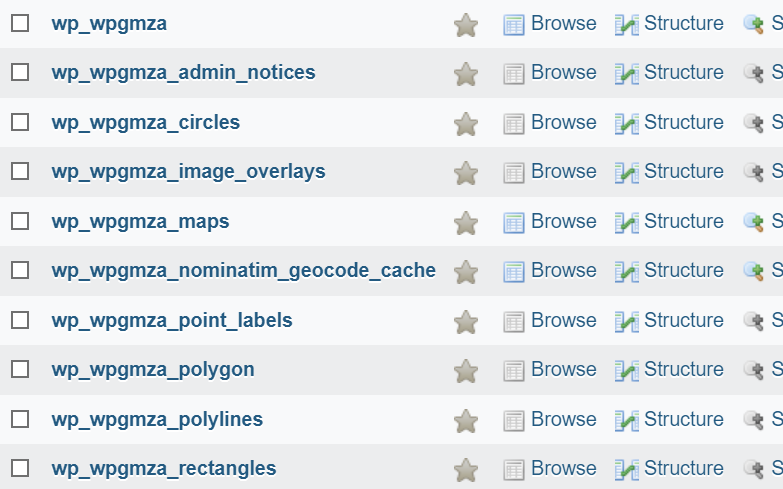 wp_wpgmza Browse Structure S
wp_wpgmza_admin_notices Browse Structure S
wp_wpgmza_circles Browse Structure S
wp_wpgmza_image_overlays Browse Structure S
wp_wpgmza_maps Browse Structure S
wp_wpgmza_nominatim_geocode_cache Browse Structure S
wp_wpgmza_point_labels Browse Structure S
wp_wpgmza_polygon Browse Structure S
wp_wpgmza_polylines Browse Structure S
wp_wpgmza_rectangles Browse Structure S